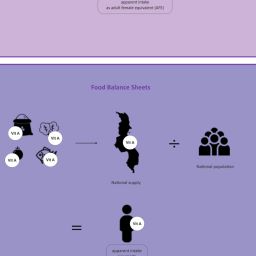 apparent intake
as adult female equivalent (AFE)
Food Balance Sheets
Vit A
Vit A
Vit A
Vit A
Vit A
National supply
National population
Vit A
apparent intake